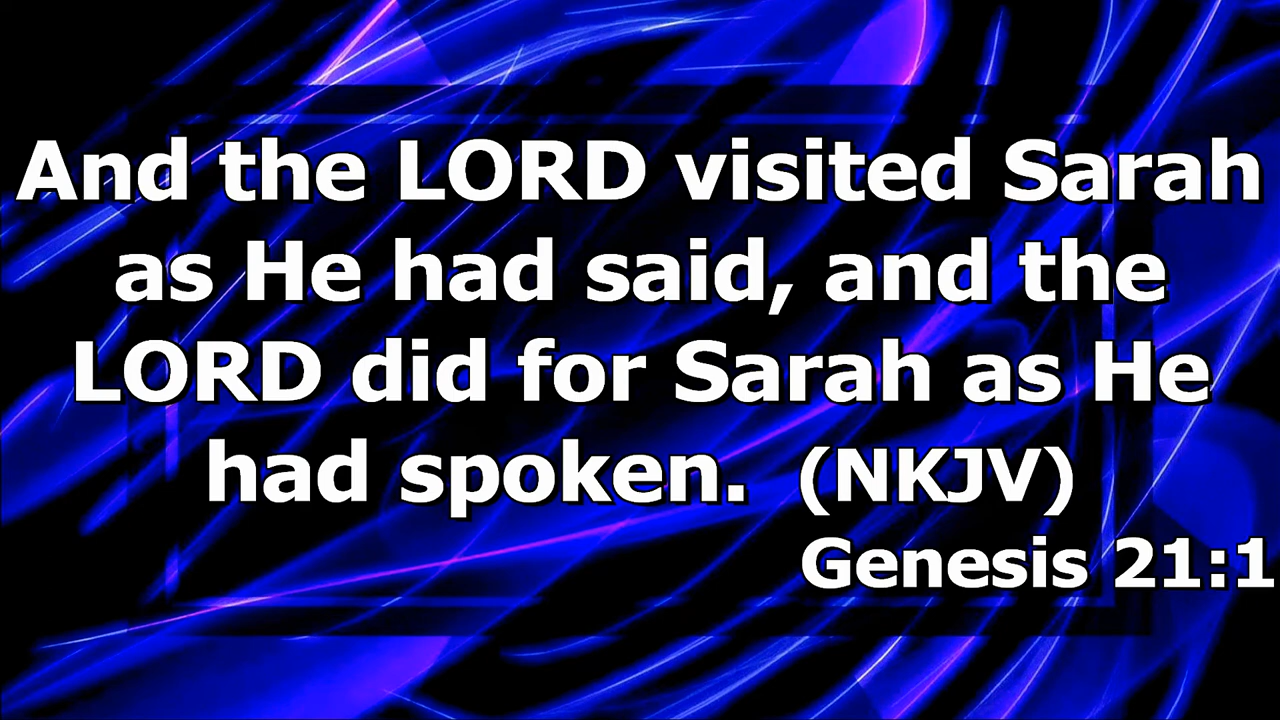 And the LORD visited Sarah
as He had said, and the
LORD did for Sarah as He
had spoken.  (NKJV)
Genesis 21:1